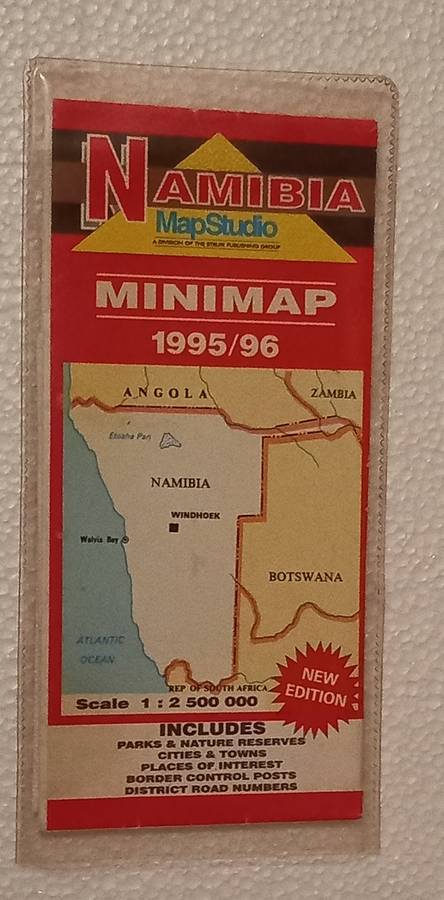 NAMIBIA
MapStudio
A DIVISION OF THE STRUIK PUBLISHING GROUP
MINIMAP
1995/96
ANGOLA
ZAMBIA
Etosha Pan
NAMIBIA
WINDHOEK
Walvis Bay
BOTSWANA
ATLANTIC
OCEAN
REP OF SOUTH AFRICA
NEW
EDITION
Scale 1 : 2 500 000
INCLUDES
PARKS & NATURE RESERVES
CITIES & TOWNS
PLACES OF INTEREST
BORDER CONTROL POSTS
DISTRICT ROAD NUMBERS